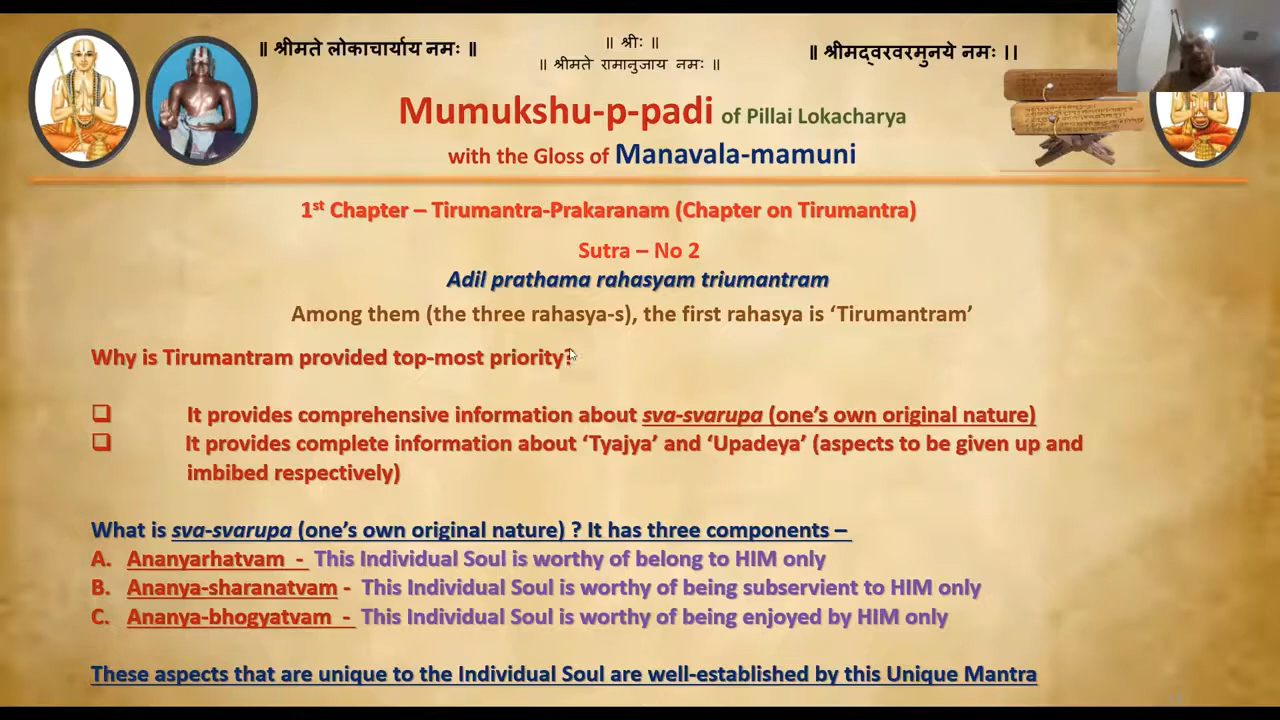 ॥ श्रीमते लोकाचार्याय नमः ॥
॥ श्रीः ॥
॥ श्रीमते रामानुजाय नमः ॥
॥ श्रीमद्वरवरमुनये नमः ।।
Mumukshu-p-padi of Pillai Lokacharya
with the Gloss of Manavala-mamuni
1st Chapter – Tirumantra-Prakaranam (Chapter on Tirumantra)
Sutra – No 2
Adil prathama rahasyam triumantram
Among them (the three rahasya-s), the first rahasya is ‘Tirumantram’
Why is Tirumantram provided top-most priority?
❑ It provides comprehensive information about sva-svarupa (one’s own original nature)
❑ It provides complete information about ‘Tyajya’ and ‘Upadeya’ (aspects to be given up and
imbibed respectively)
What is sva-svarupa (one’s own original nature) ? It has three components –
A. Ananyarhatvam - This Individual Soul is worthy of belong to HIM only
B. Ananya-sharanatvam - This Individual Soul is worthy of being subservient to HIM only
C. Ananya-bhogyatvam - This Individual Soul is worthy of being enjoyed by HIM only
These aspects that are unique to the Individual Soul are well-established by this Unique Mantra